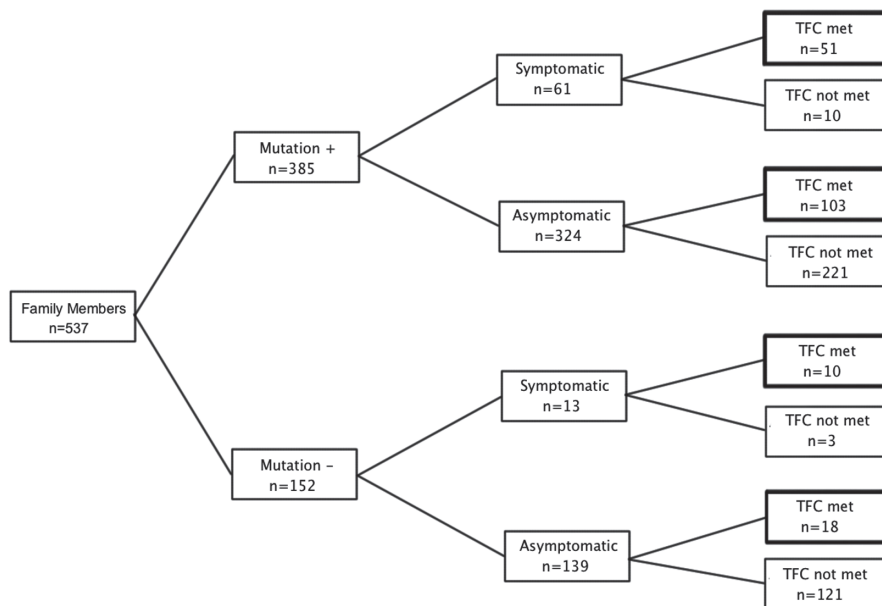 Family Members
n=537
Mutation +
n=385
Symptomatic
n=61
TFC met
n=51
TFC not met
n=10
Asymptomatic
n=324
TFC met
n=103
TFC not met
n=221
Mutation –
n=152
Symptomatic
n=13
TFC met
n=10
TFC not met
n=3
Asymptomatic
n=139
TFC met
n=18
TFC not met
n=121